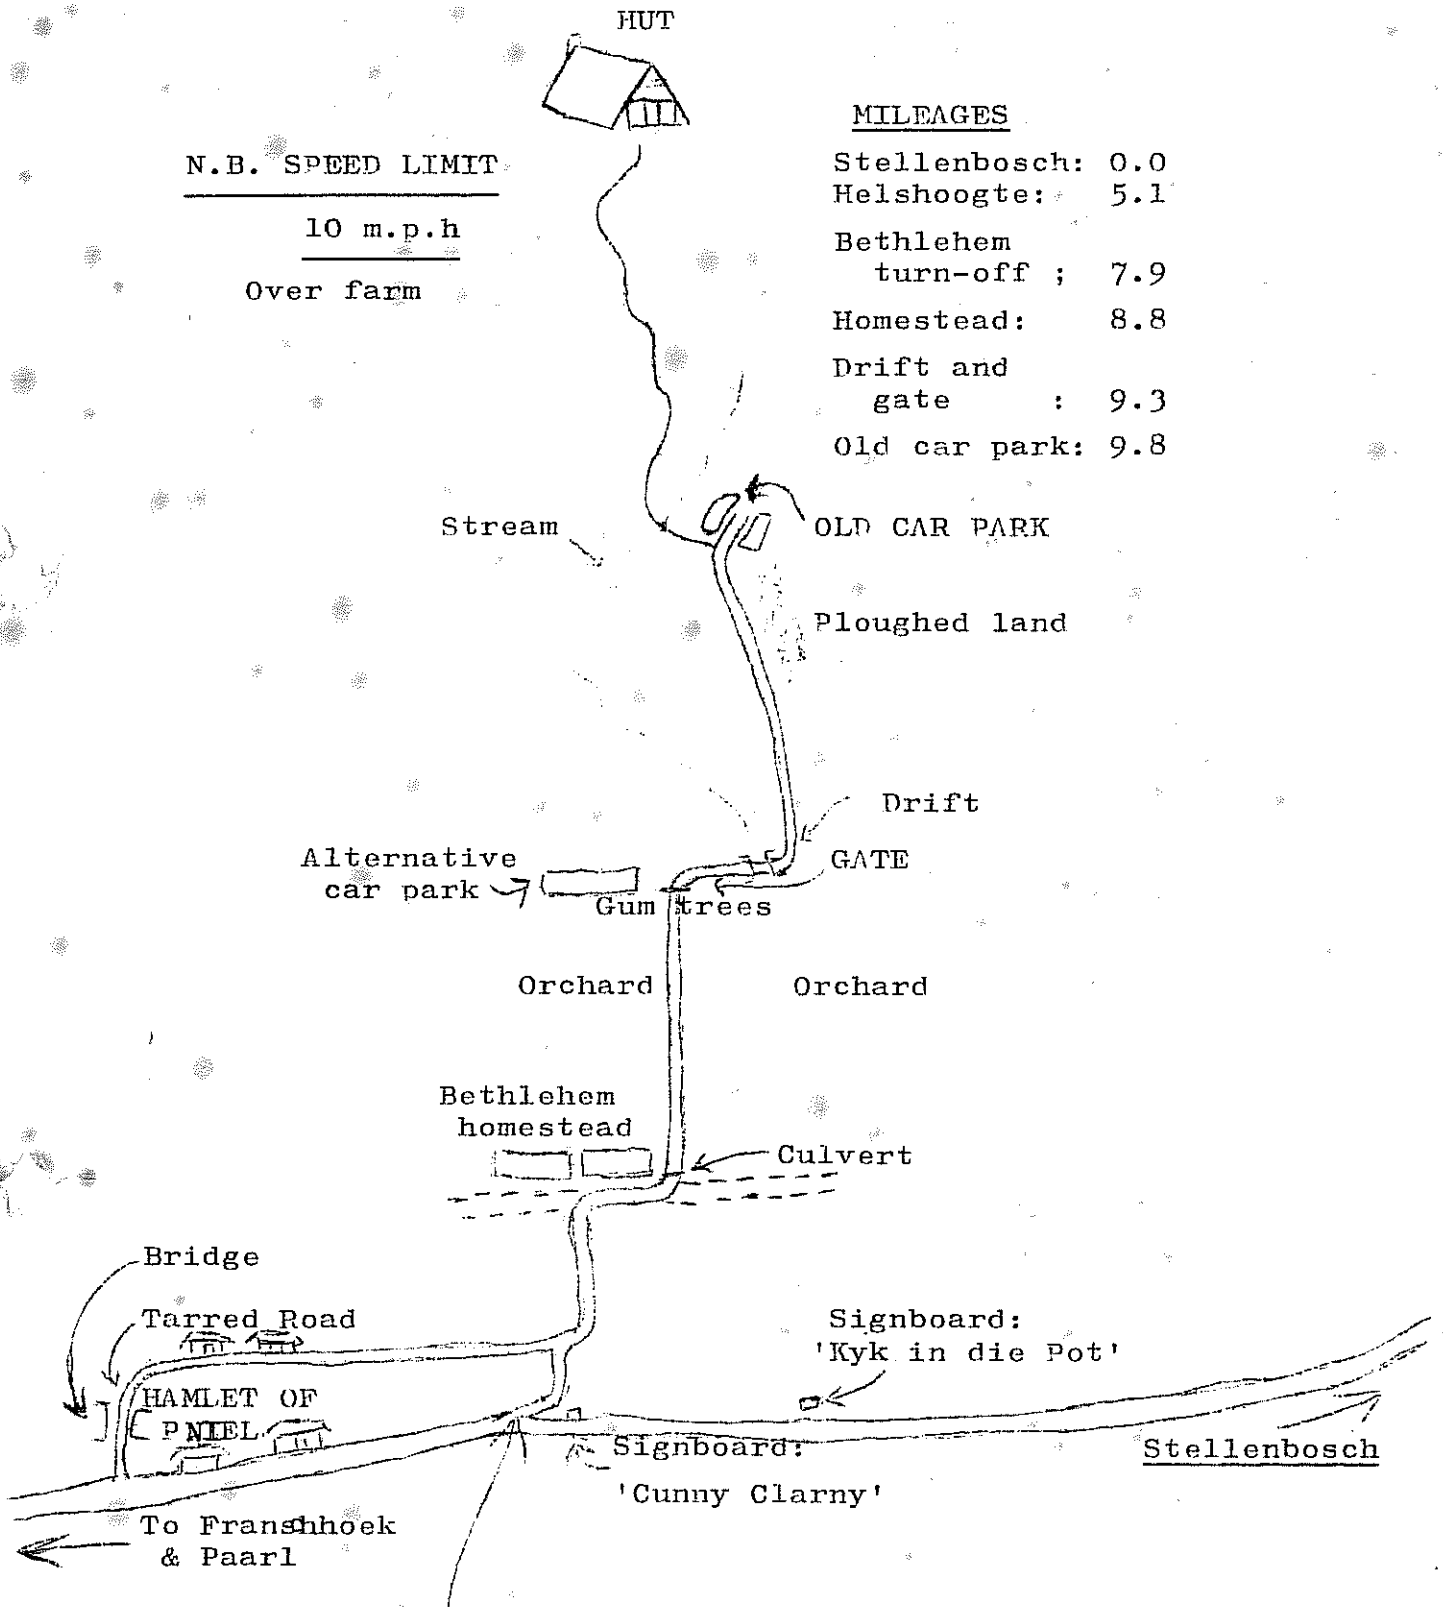 HUT
MILEAGES
Stellenbosch: 0.0
Helshoogte: 5.1
Bethlehem
turn-off ; 7.9
Homestead: 8.8
Drift and
gate : 9.3
Old car park: 9.8
N.B. SPEED LIMIT
10 m.p.h
Over farm
Stream
OLD CAR PARK
Ploughed land
Drift
GATE
Alternative
car park
Gum trees
Orchard
Orchard
Bethlehem
homestead
Culvert
Bridge
Tarred Road
HAMLET OF
PNIEL
Signboard:
'Kyk in die Pot'
Signboard:
'Cunny Clarny'
Stellenbosch
To Franshhoek
& Paarl